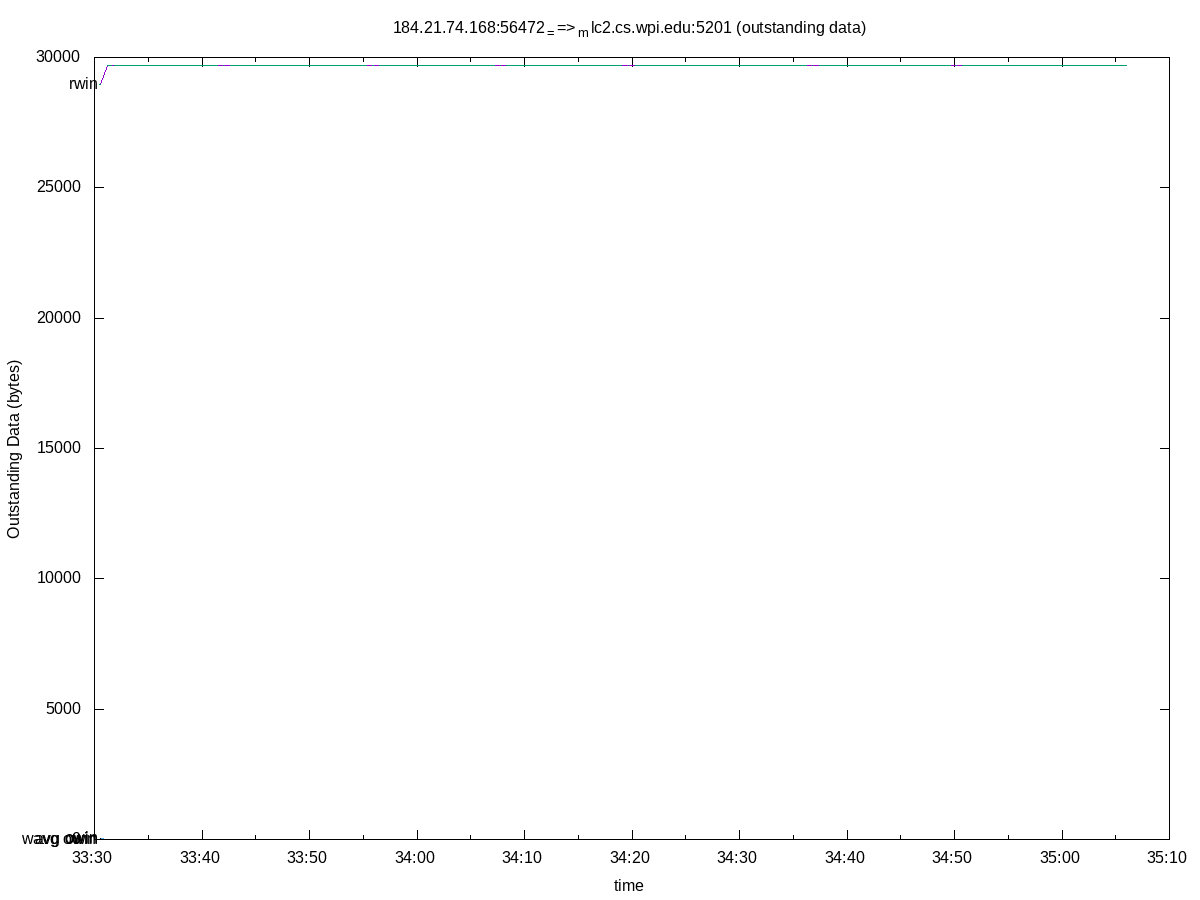 184.21.74.168:56472 = => m lc2.cs.wpi.edu:5201 (outstanding data)
30000
rwin
25000
20000
15000
10000
5000
Outstanding Data (bytes)
33:30 33:40 33:50 34:00 34:10 34:20 34:30 34:40 34:50 35:00 35:10
time